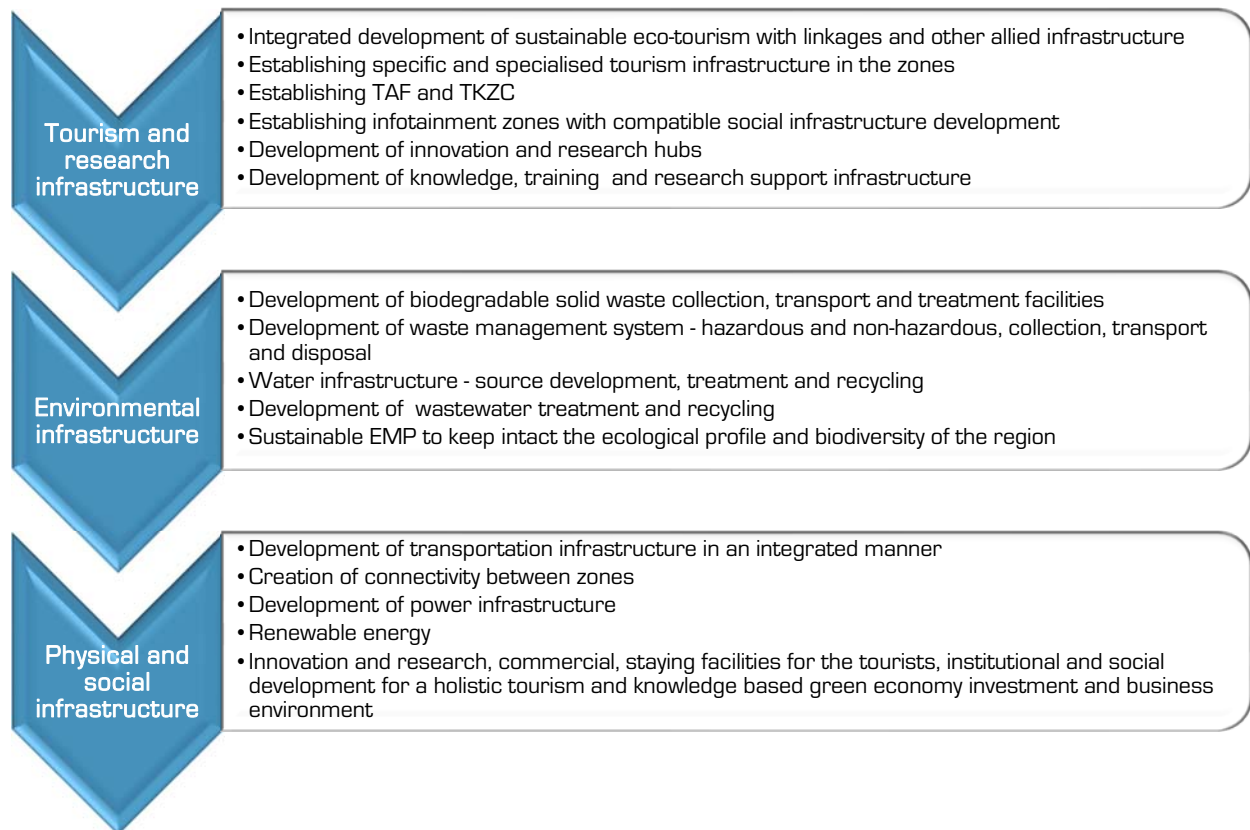 Tourism and
research
infrastructure
•Integrated development of sustainable eco-tourism with linkages and other allied infrastructure
•Establishing specific and specialised tourism infrastructure in the zones
•Establishing TAF and TKZC
•Establishing infotainment zones with compatible social infrastructure development
•Development of innovation and research hubs
•Development of knowledge, training and research support infrastructure
Environmental
infrastructure
•Development of biodegradable solid waste collection, transport and treatment facilities
•Development of waste management system - hazardous and non-hazardous, collection, transport
and disposal
•Water infrastructure - source development, treatment and recycling
•Development of wastewater treatment and recycling
•Sustainable EMP to keep intact the ecological profile and biodiversity of the region
Physical and
social
infrastructure
•Development of transportation infrastructure in an integrated manner
•Creation of connectivity between zones
•Development of power infrastructure
•Renewable energy
•Innovation and research, commercial, staying facilities for the tourists, institutional and social
development for a holistic tourism and knowledge based green economy investment and business
environment